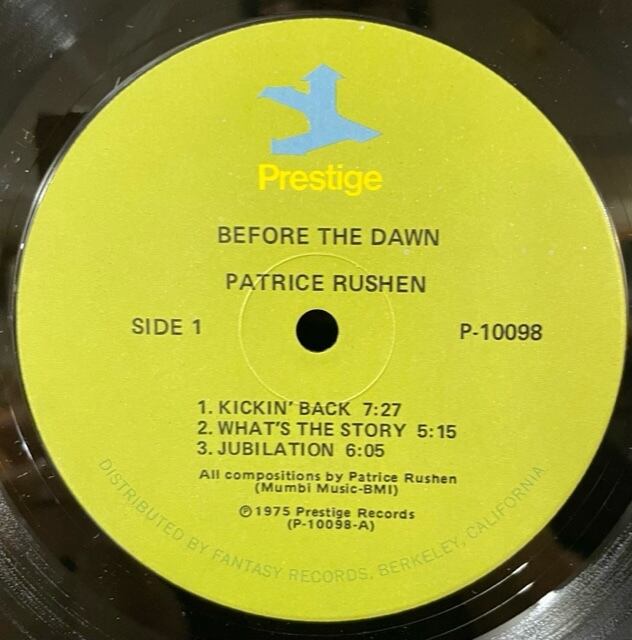 Prestige
BEFORE THE DAWN
PATRICE RUSHEN
SIDE 1 P-10098
1. KICKIN' BACK 7:27
2. WHAT'S THE STORY 5:15
3. JUBILATION 6:05
All compositions by Patrice Rushen
(Mumbi Music-BMI)
℗ 1975 Prestige Records
(P-10098-A)
DISTRIBUTED BY FANTASY RECORDS, BERKELEY, CALIFORNIA